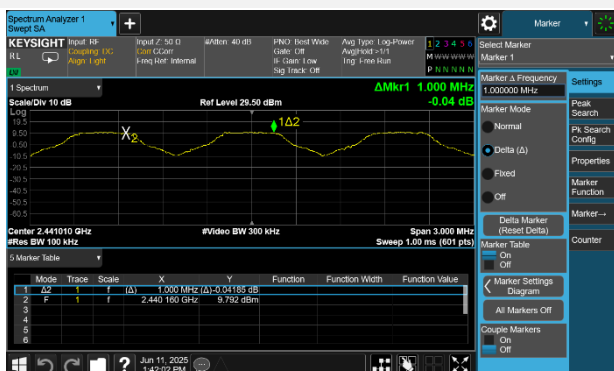 Spectrum Analyzer 1
Swept SA
+
Marker
KEYSIGHT Input: RF Input Z: 50 Ω #Atten: 40 dB PNO: Best Wide Avg Type: Log-Power 1 2 3 4 5 6
RL Coupling: DC Corr CCorr Gate: Off Avg|Hold:>1/1 M W W W W W
Align: Light Freq Ref: Internal IF Gain: Low Trig: Free Run
Sig Track: Off P N N N N N
LXI
Select Marker
Marker 1
1 Spectrum
ΔMkr1 1.000 MHz
Scale/Div 10 dB Ref Level 29.50 dBm -0.04 dB
Log
19.5
9.50
-0.50
-10.5
-20.5
-30.5
-40.5
-50.5
-60.5
X2
1Δ2
Center 2.441010 GHz #Video BW 300 kHz Span 3.000 MHz
#Res BW 100 kHz Sweep 1.00 ms (601 pts)
5 Marker Table
Mode Trace Scale X Y Function Function Width Function Value
1 Δ2 1 f (Δ) 1.000 MHz (Δ) -0.04165 dB
2 F 1 f 2.440 160 GHz 9.792 dBm
3
4
5
6
Marker Δ Frequency
1.000000 MHz
Marker Mode
Normal
Delta (Δ)
Fixed
Off
Delta Marker
(Reset Delta)
Marker Table
On
Off
Marker Settings
Diagram
All Markers Off
Couple Markers
On
Off
Settings
Peak
Search
Pk Search
Config
Properties
Marker
Function
Marker→
Counter
?
Jun 11, 2025
1:42:02 PM